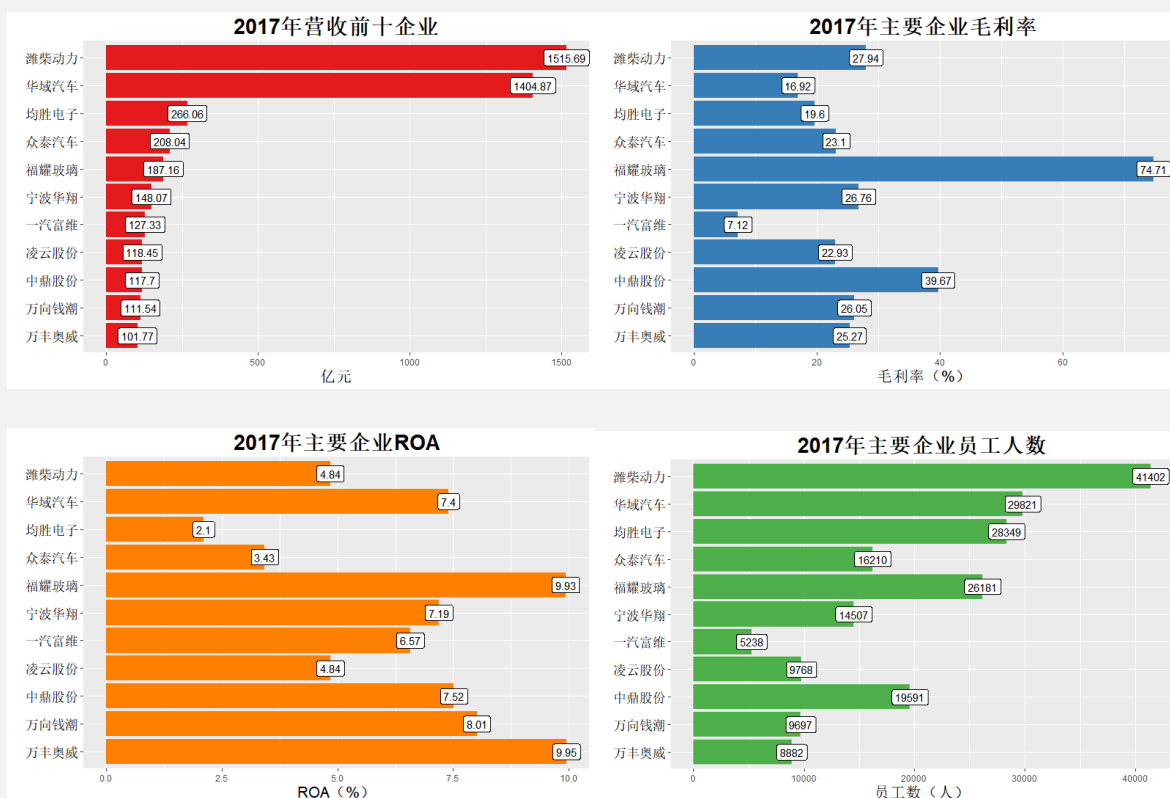 2017年营收前十企业
潍柴动力 1515.69
华域汽车 1404.87
均胜电子 266.06
众泰汽车 208.04
福耀玻璃 187.16
宁波华翔 148.07
一汽富维 127.33
凌云股份 118.45
中鼎股份 117.7
万向钱潮 111.54
万丰奥威 101.77
0 500 1000 1500
亿元
2017年主要企业毛利率
潍柴动力 27.94
华域汽车 16.92
均胜电子 19.6
众泰汽车 23.1
福耀玻璃 74.71
宁波华翔 26.76
一汽富维 7.12
凌云股份 22.93
中鼎股份 39.67
万向钱潮 26.05
万丰奥威 25.27
0 20 40 60
毛利率（%）
2017年主要企业ROA
潍柴动力 4.84
华域汽车 7.4
均胜电子 2.1
众泰汽车 3.43
福耀玻璃 9.93
宁波华翔 7.19
一汽富维 6.57
凌云股份 4.84
中鼎股份 7.52
万向钱潮 8.01
万丰奥威 9.95
0.0 2.5 5.0 7.5 10.0
ROA（%）
2017年主要企业员工人数
潍柴动力 41402
华域汽车 29821
均胜电子 28349
众泰汽车 16210
福耀玻璃 26181
宁波华翔 14507
一汽富维 5238
凌云股份 9768
中鼎股份 19591
万向钱潮 9697
万丰奥威 8882
0 10000 20000 30000 40000
员工数（人）